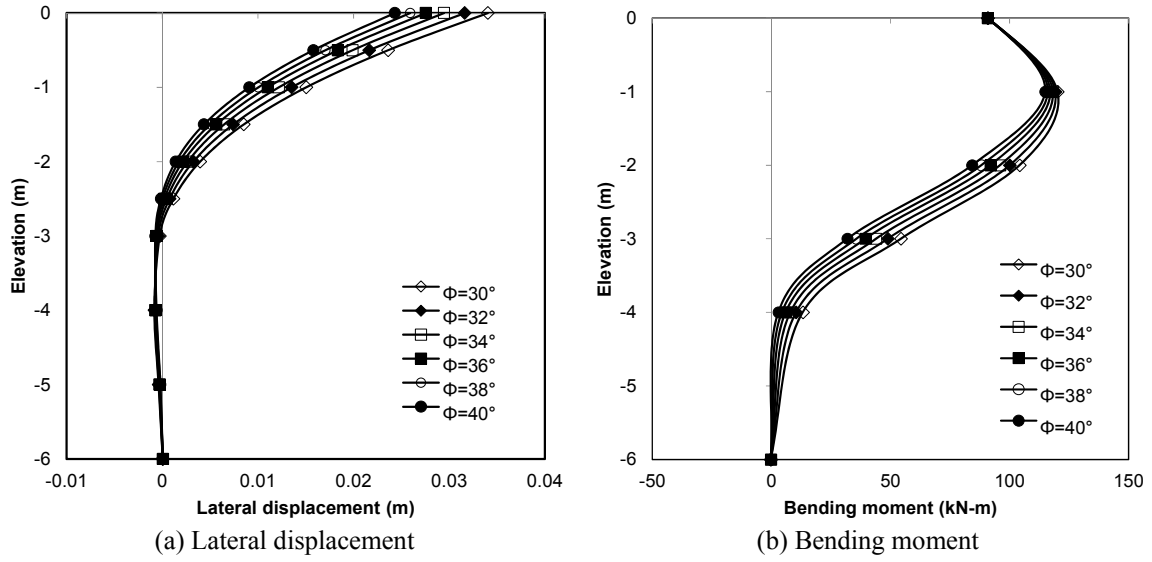 0
-1
-2
-3
-4
-5
-6
Elevation (m)
-0.01
0
0.01
0.02
0.03
0.04
Lateral displacement (m)
Φ=30°
Φ=32°
Φ=34°
Φ=36°
Φ=38°
Φ=40°
(a) Lateral displacement
0
-1
-2
-3
-4
-5
-6
Elevation (m)
-50
0
50
100
150
Bending moment (kN-m)
Φ=30°
Φ=32°
Φ=34°
Φ=36°
Φ=38°
Φ=40°
(b) Bending moment